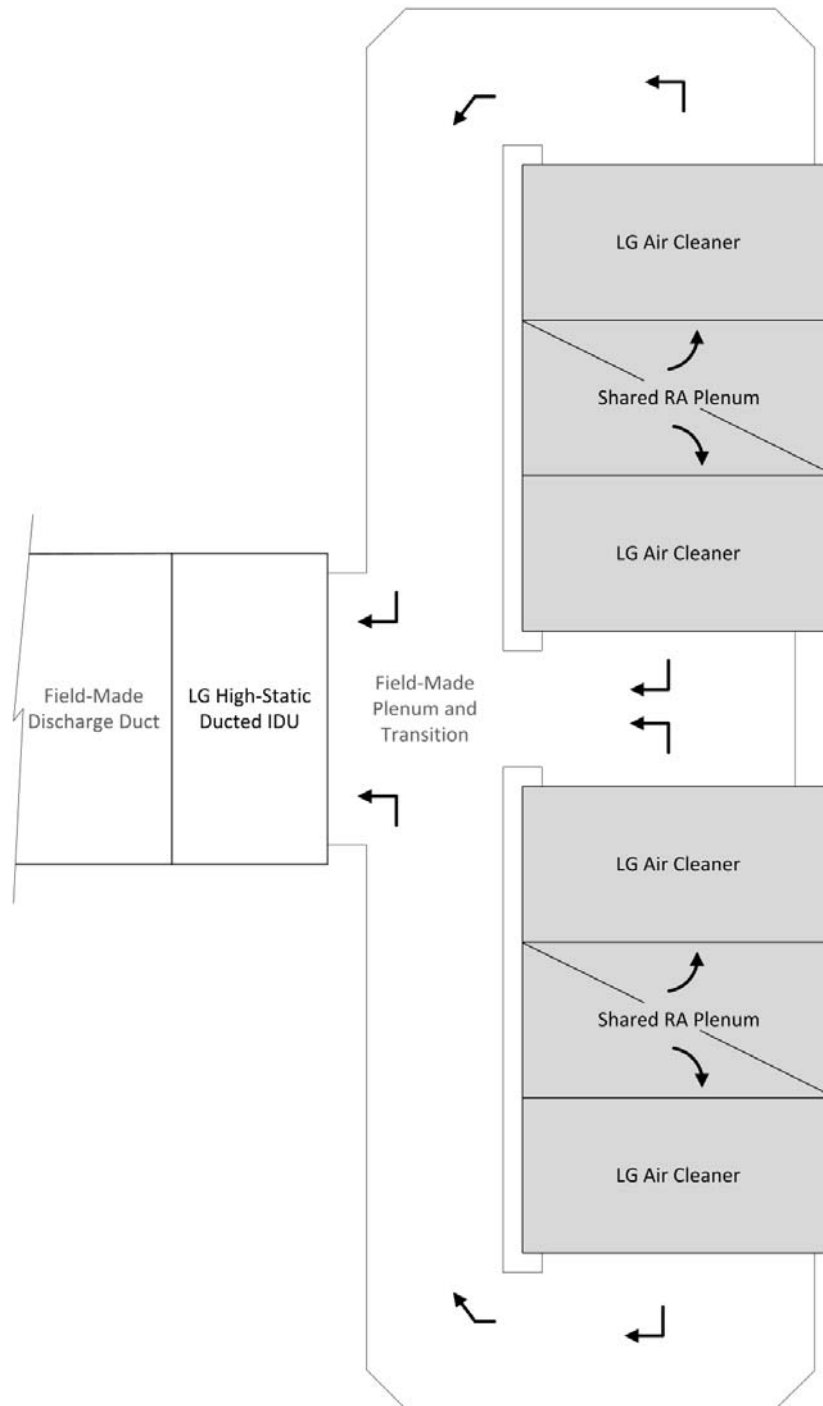 LG Air Cleaner
Shared RA Plenum
LG Air Cleaner
Field-Made
Discharge Duct
LG High-Static
Ducted IDU
Field-Made
Plenum and
Transition
LG Air Cleaner
Shared RA Plenum
LG Air Cleaner